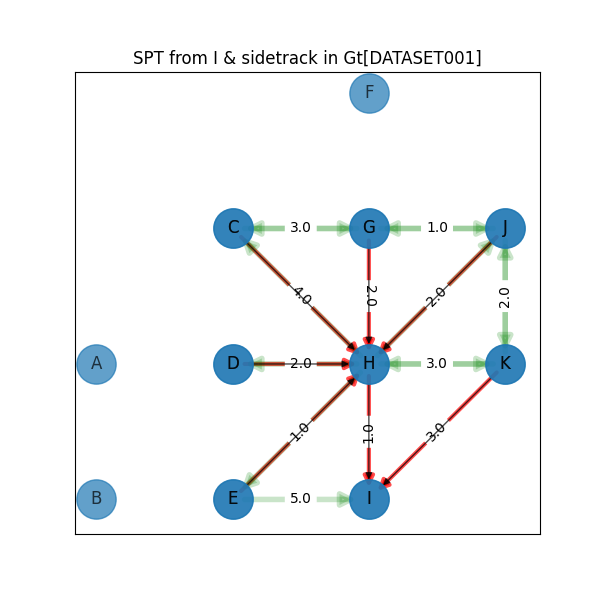 SPT from I & sidetrack in Gt[DATASET001]
F
C 3.0 G 1.0 J
4.0 2.0 2.0 2.0
A D 2.0 H 3.0 K
1.0 1.0 3.0
B E 5.0 I